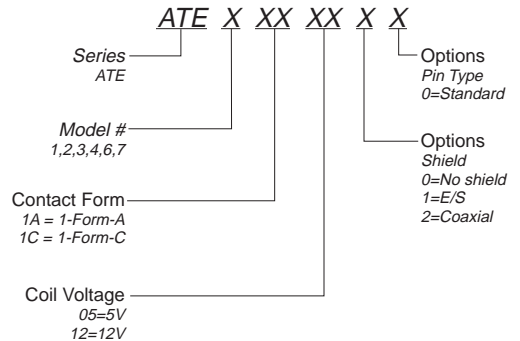 ATE X XX XX X X
Series
ATE
Model #
1,2,3,4,6,7
Contact Form
1A = 1-Form-A
1C = 1-Form-C
Coil Voltage
05=5V
12=12V
Options
Pin Type
0=Standard
Options
Shield
0=No shield
1=E/S
2=Coaxial